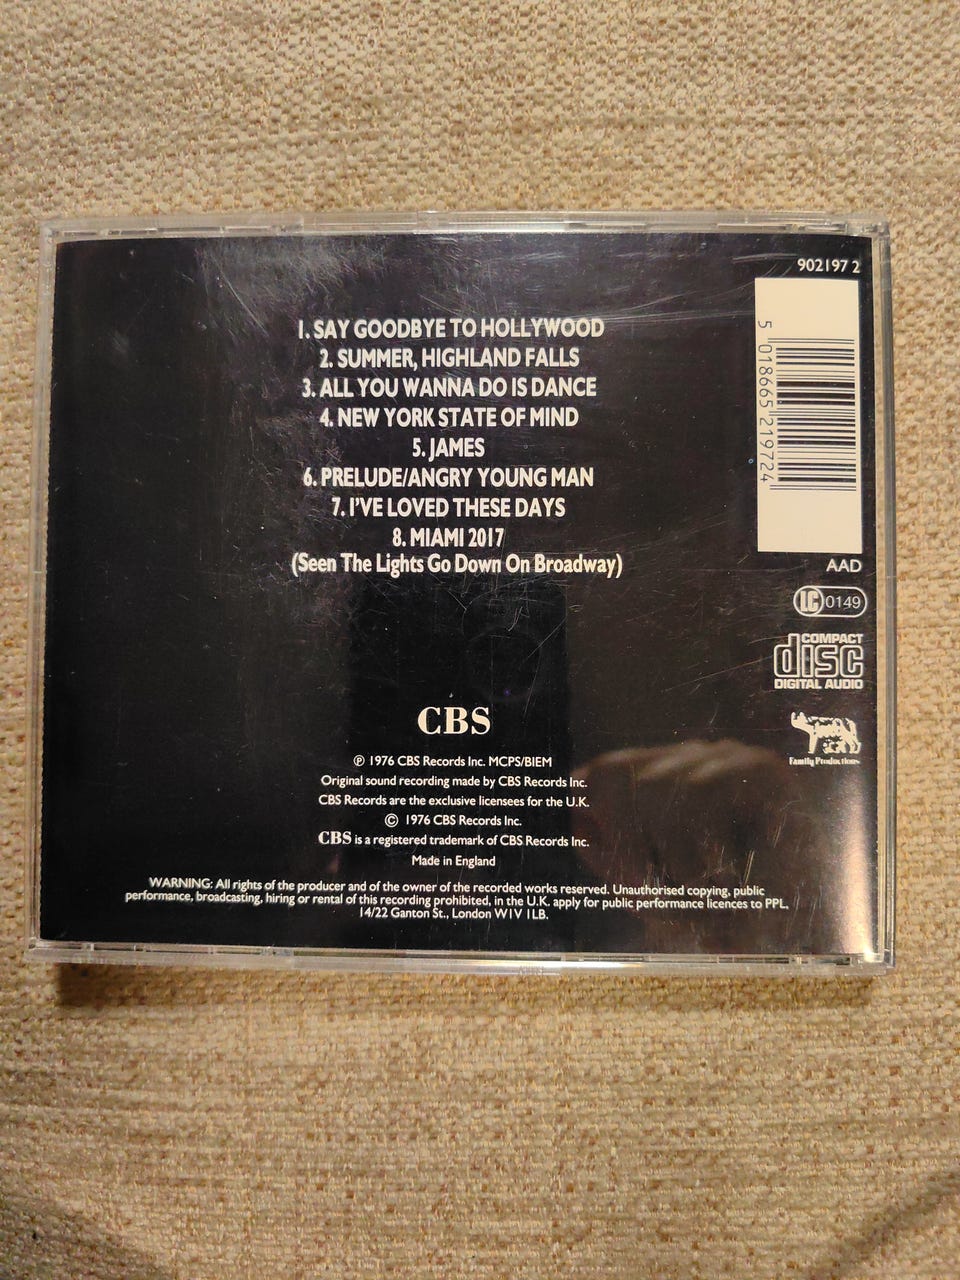 902197 2
1. SAY GOODBYE TO HOLLYWOOD
2. SUMMER, HIGHLAND FALLS
3. ALL YOU WANNA DO IS DANCE
4. NEW YORK STATE OF MIND
5. JAMES
6. PRELUDE/ANGRY YOUNG MAN
7. I'VE LOVED THESE DAYS
8. MIAMI 2017
(Seen The Lights Go Down On Broadway)
5 018665 219724
AAD
LC 0149
COMPACT
disc
DIGITAL AUDIO
Family Productions
CBS
℗ 1976 CBS Records Inc. MCPS/BIEM
Original sound recording made by CBS Records Inc.
CBS Records are the exclusive licensees for the U.K.
© 1976 CBS Records Inc.
CBS is a registered trademark of CBS Records Inc.
Made in England
WARNING: All rights of the producer and of the owner of the recorded works reserved. Unauthorised copying, public
performance, broadcasting, hiring or rental of this recording prohibited, in the U.K. apply for public performance licences to PPL,
14/22 Ganton St., London W1V 1LB.